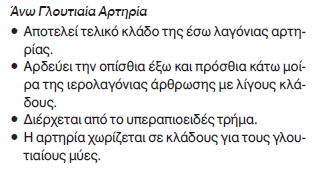 Άνω Γλουτιαία Αρτηρία
• Αποτελεί τελικό κλάδο της έσω λαγόνιας αρτη-
ρίας.
• Αρδεύει την οπίσθια έξω και πρόσθια κάτω μοί-
ρα της ιερολαγόνιας άρθρωσης με λίγους κλά-
δους.
• Διέρχεται από το υπεραπιοειδές τρήμα.
• Η αρτηρία χωρίζεται σε κλάδους για τους γλου-
τιαίους μύες.